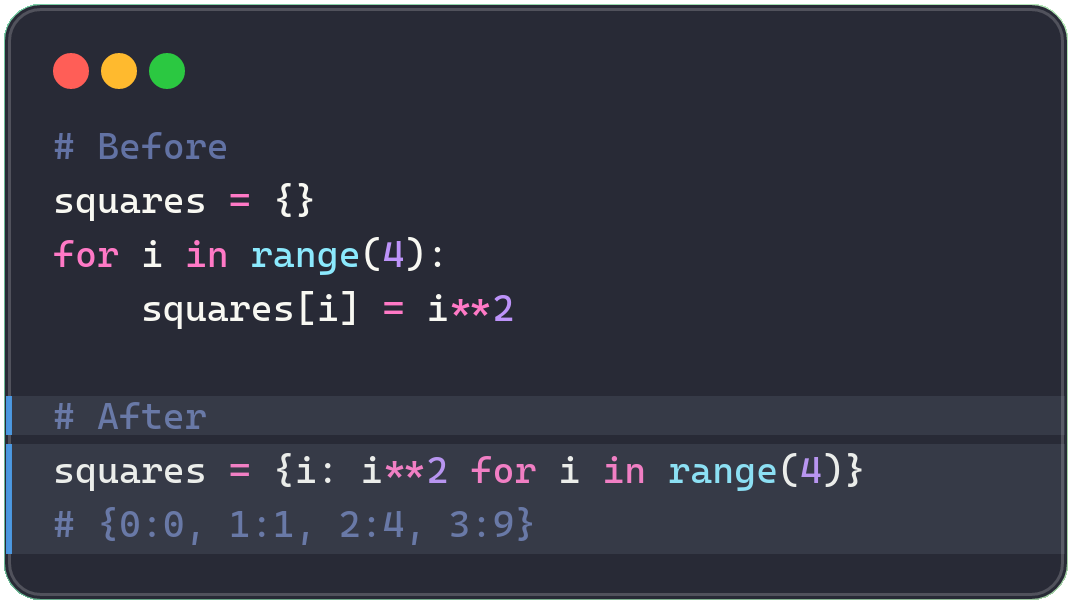 # Before
squares = {}
for i in range(4):
    squares[i] = i**2
# After
squares = {i: i**2 for i in range(4)}
# {0:0, 1:1, 2:4, 3:9}